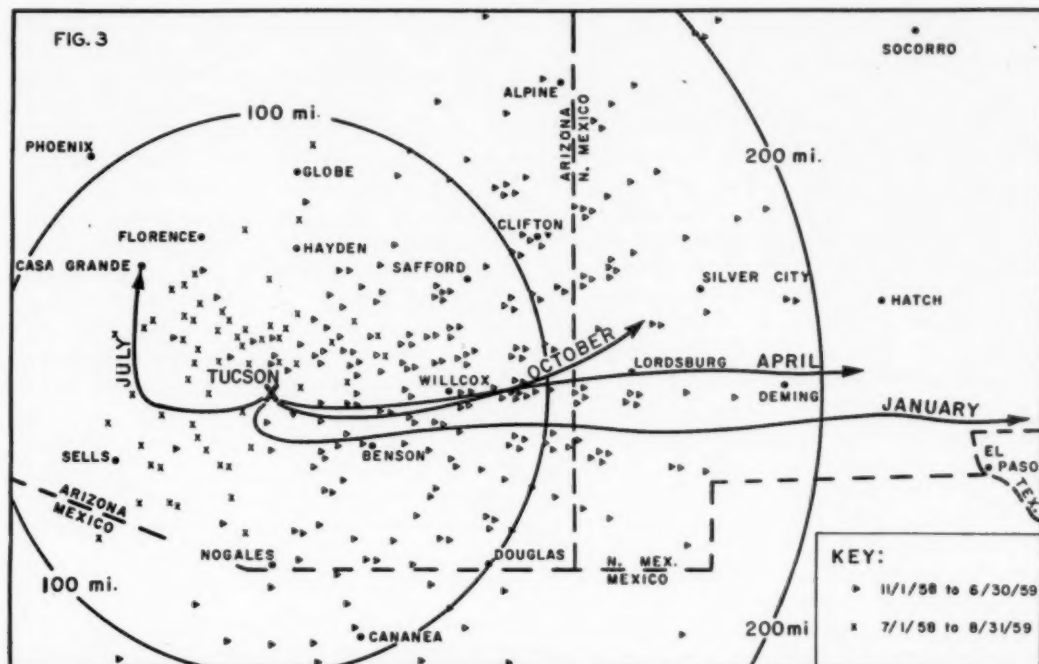 FIG. 3
SOCORRO
ALPINE
ARIZONA
N. MEXICO
100 mi.
200 mi.
PHOENIX
GLOBE
FLORENCE
HAYDEN
CLIFTON
CASA GRANDE
SAFFORD
SILVER CITY
HATCH
JULY
OCTOBER
LORDSBURG
APRIL
TUCSON
WILLCOX
DEMING
JANUARY
BENSON
SELLS
EL
PASO
TEX.
ARIZONA
MEXICO
NOGALES
DOUGLAS
N. MEX.
MEXICO
100 mi.
CANANEA
200 mi
KEY:
11/1/58 to 6/30/59
x 7/1/58 to 8/31/59